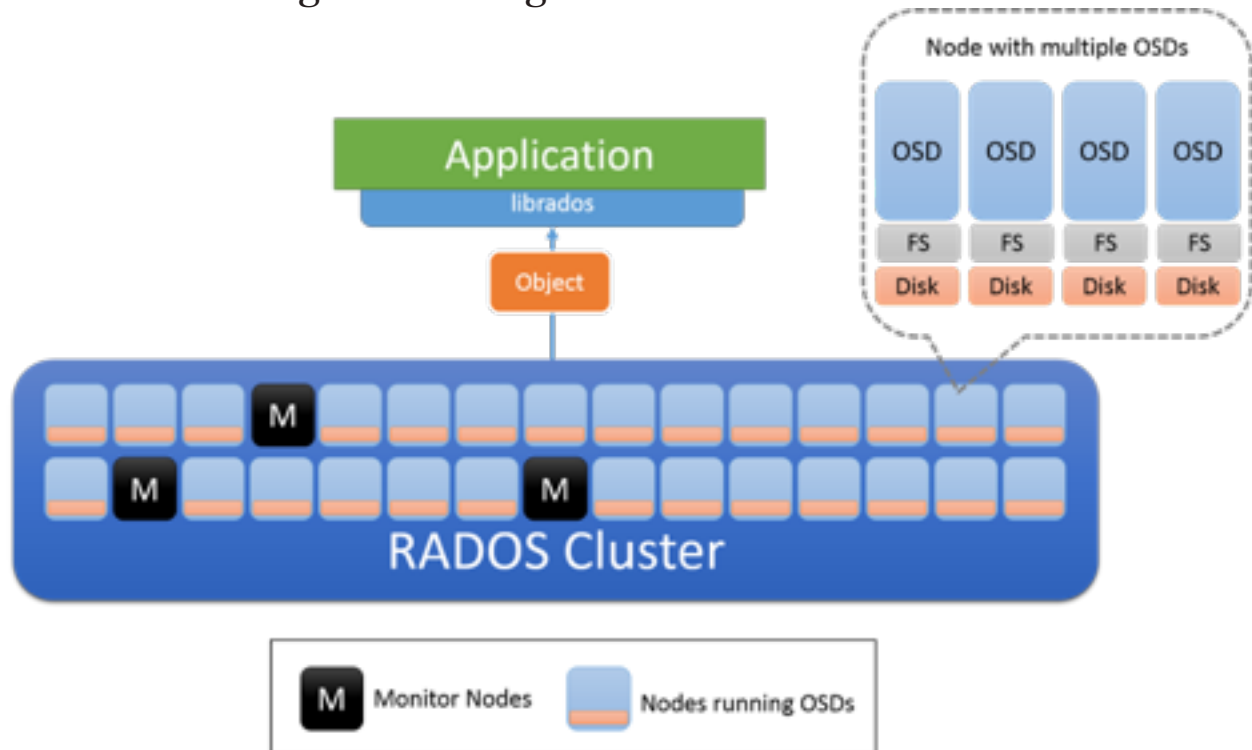 Node with multiple OSDs
OSD OSD OSD OSD
FS FS FS FS
Disk Disk Disk Disk
Application
librados
Object
M
M M
RADOS Cluster
M Monitor Nodes Nodes running OSDs